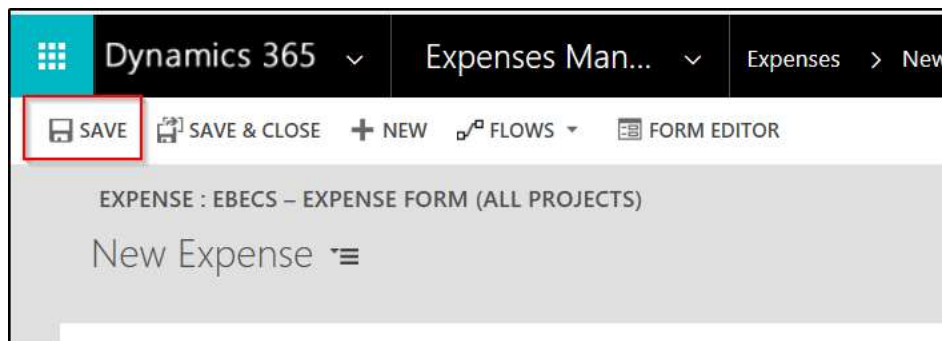 Dynamics 365 Expenses Man... Expenses > New
SAVE SAVE & CLOSE NEW FLOWS FORM EDITOR
EXPENSE : EBECS – EXPENSE FORM (ALL PROJECTS)
New Expense